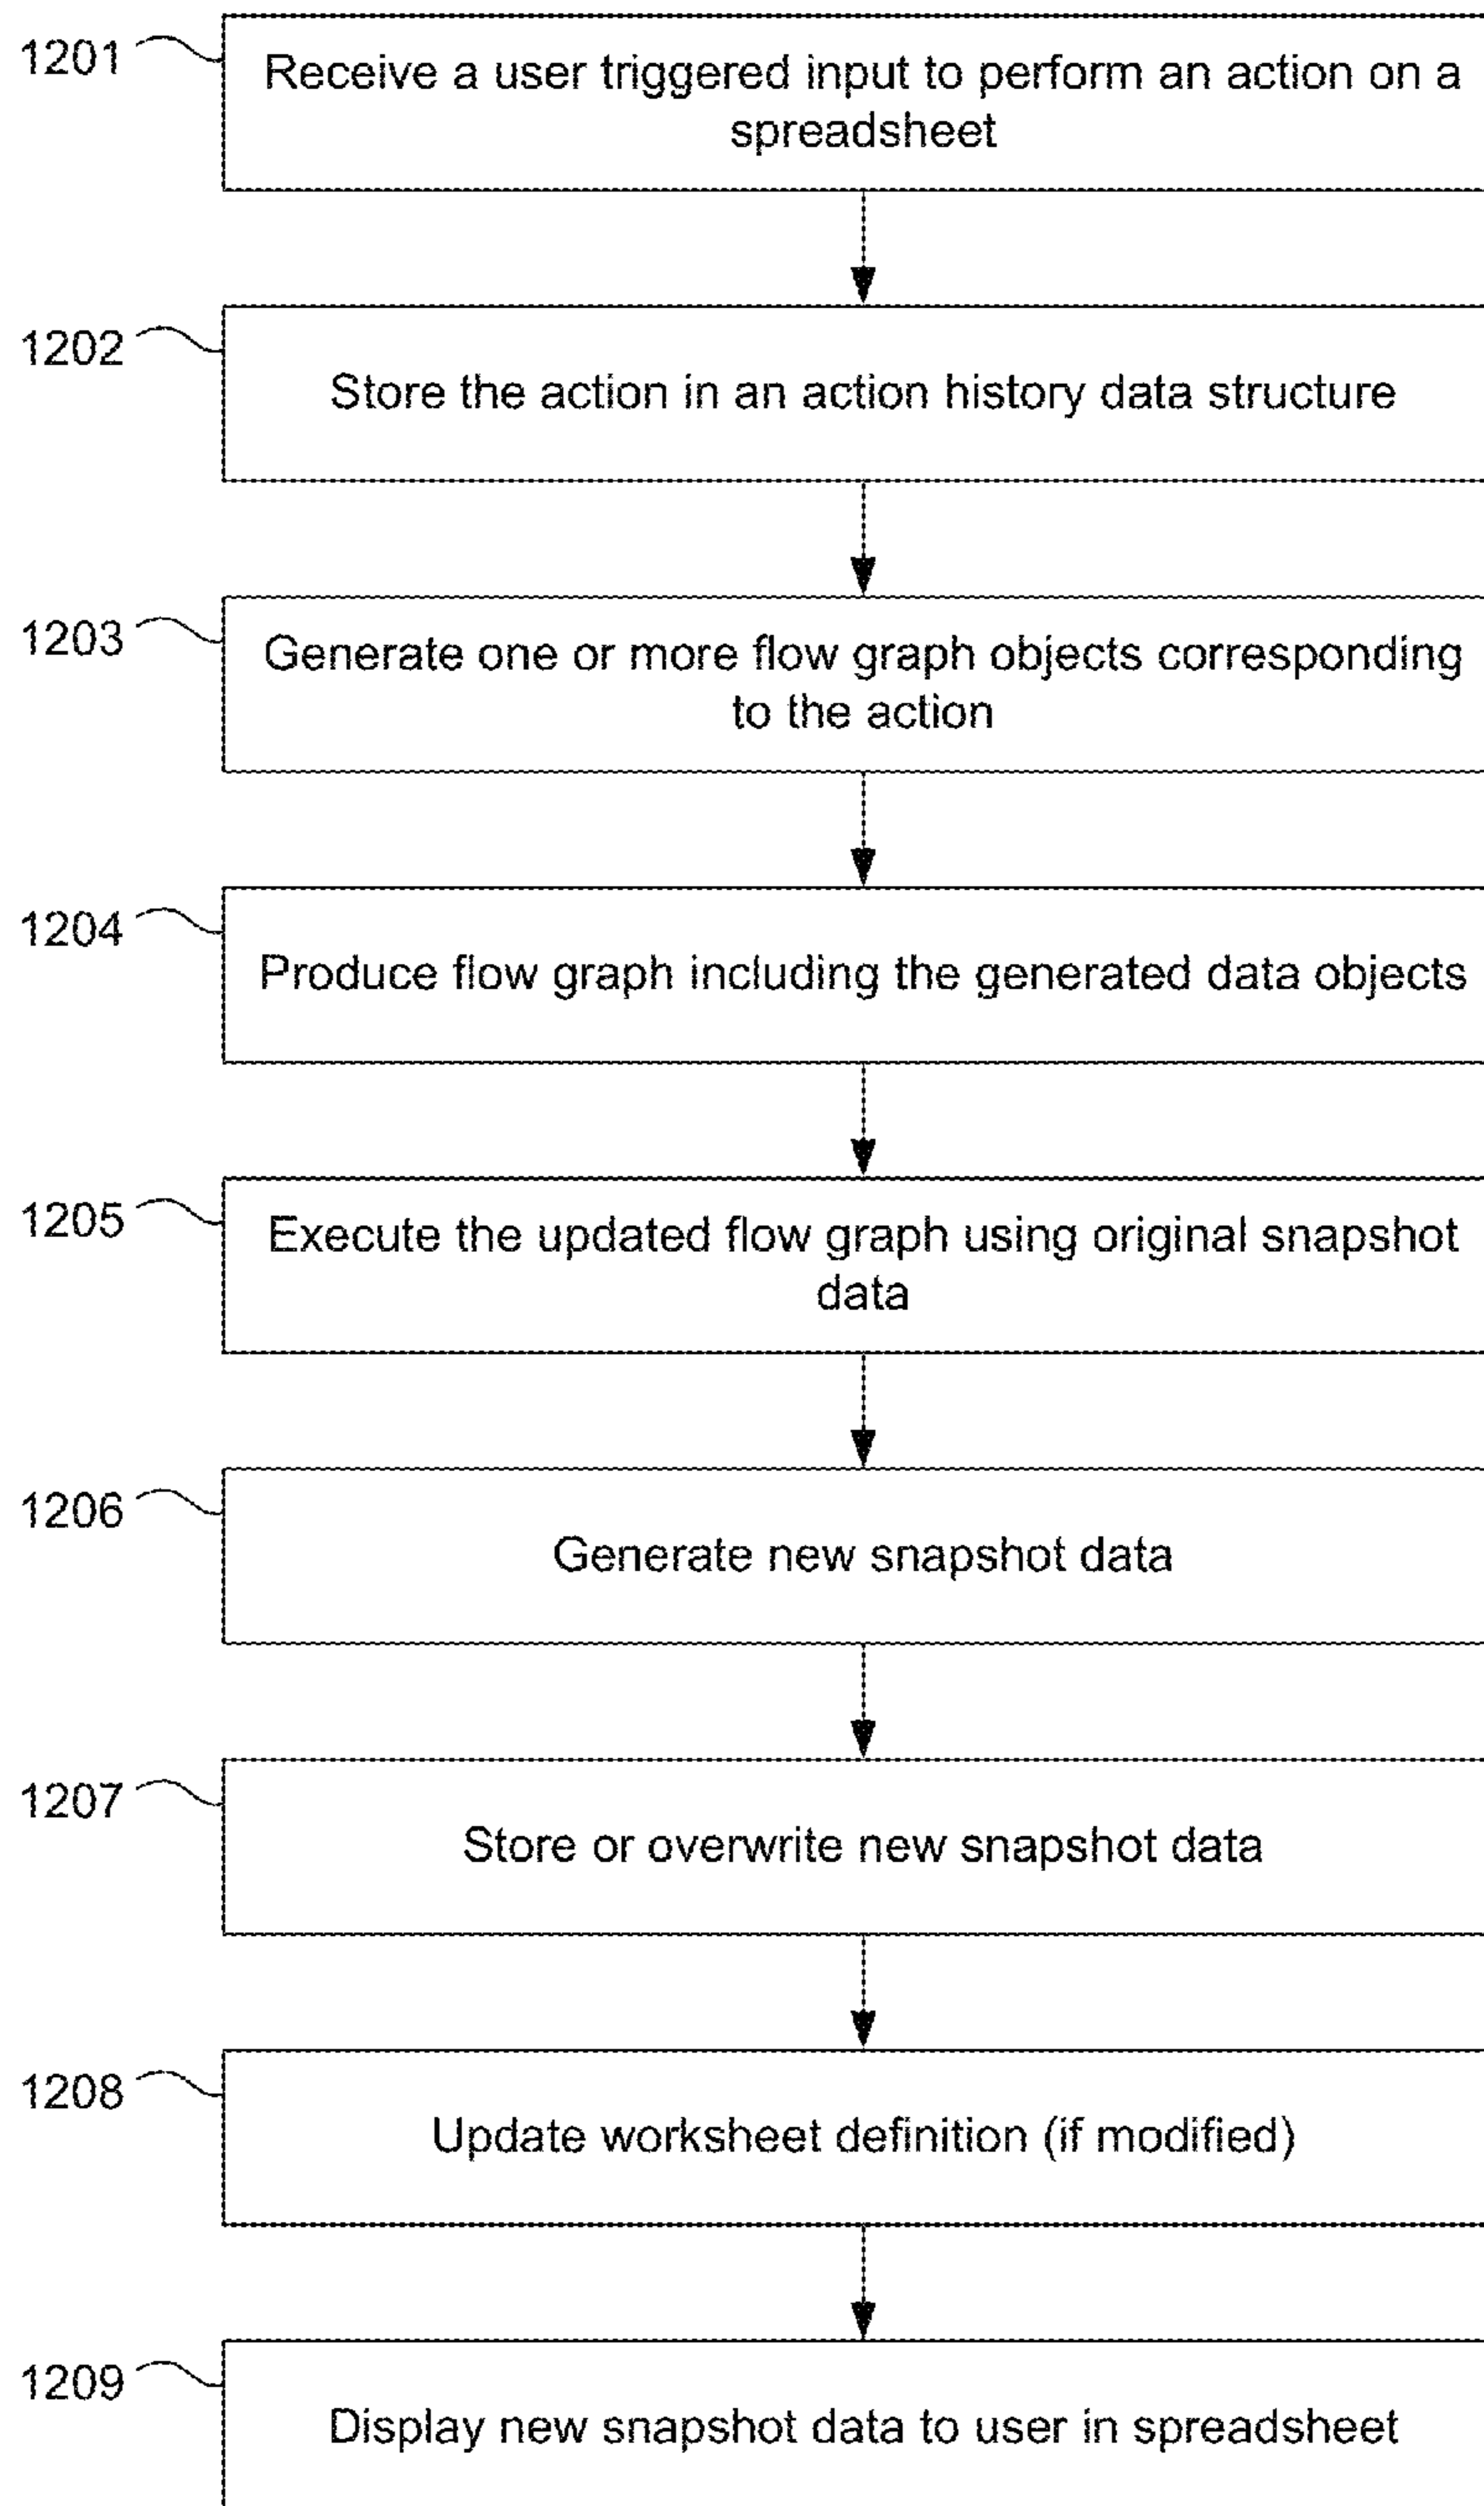 1201
Receive a user triggered input to perform an action on a
spreadsheet
1202
Store the action in an action history data structure
1203
Generate one or more flow graph objects corresponding
to the action
1204
Produce flow graph including the generated data objects
1205
Execute the updated flow graph using original snapshot
data
1206
Generate new snapshot data
1207
Store or overwrite new snapshot data
1208
Update worksheet definition (if modified)
1209
Display new snapshot data to user in spreadsheet